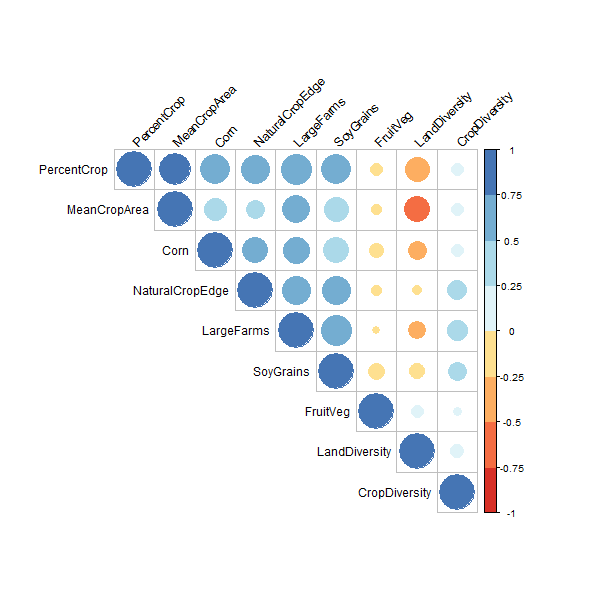 PercentCrop
MeanCropArea
Corn
NaturalCropEdge
LargeFarms
SoyGrains
FruitVeg
LandDiversity
CropDiversity
PercentCrop
MeanCropArea
Corn
NaturalCropEdge
LargeFarms
SoyGrains
FruitVeg
LandDiversity
CropDiversity
1
0.75
0.5
0.25
0
-0.25
-0.5
-0.75
-1